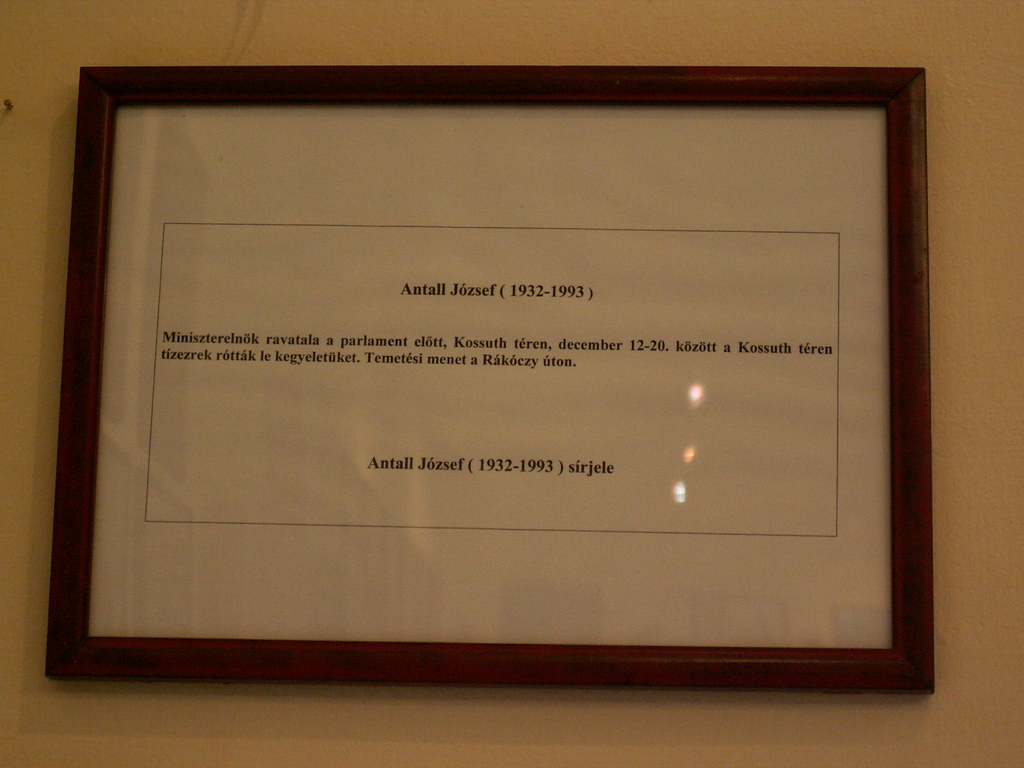 Antall József ( 1932-1993 )
Miniszterelnök ravatala a parlament előtt, Kossuth téren, december 12-20. között a Kossuth téren
tízezrek rótták le kegyeletüket. Temetési menet a Rákóczy úton.
Antall József ( 1932-1993 ) sírjele